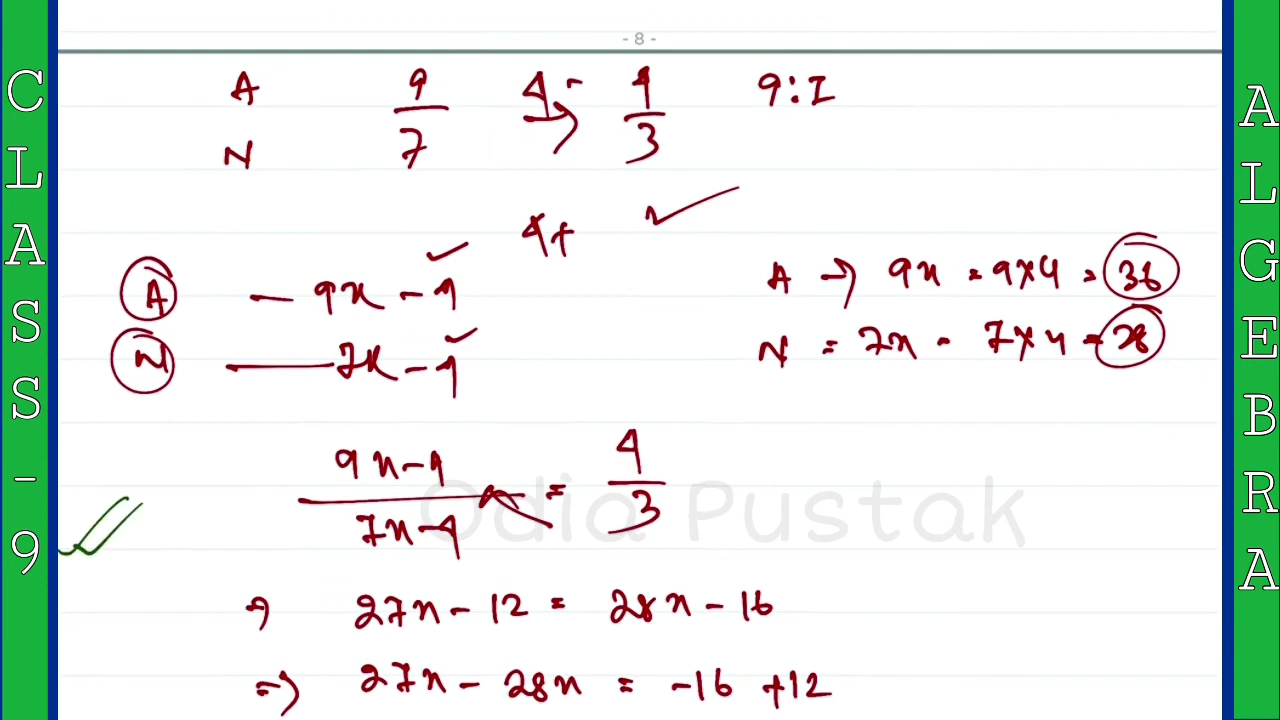 CLASS-9
- 8 -
A 9/7 4- → 4/3 9:I
N
4+
A — 9x - 4
N — 7x - 4
A → 9x = 9×4 = 36
N = 7x - 7×4 = 28
(9x-4)/(7x-4) = 4/3
Odia Pustak
⇒ 27x - 12 = 28x - 16
⇒ 27x - 28x = -16 +12
ALGEBRA